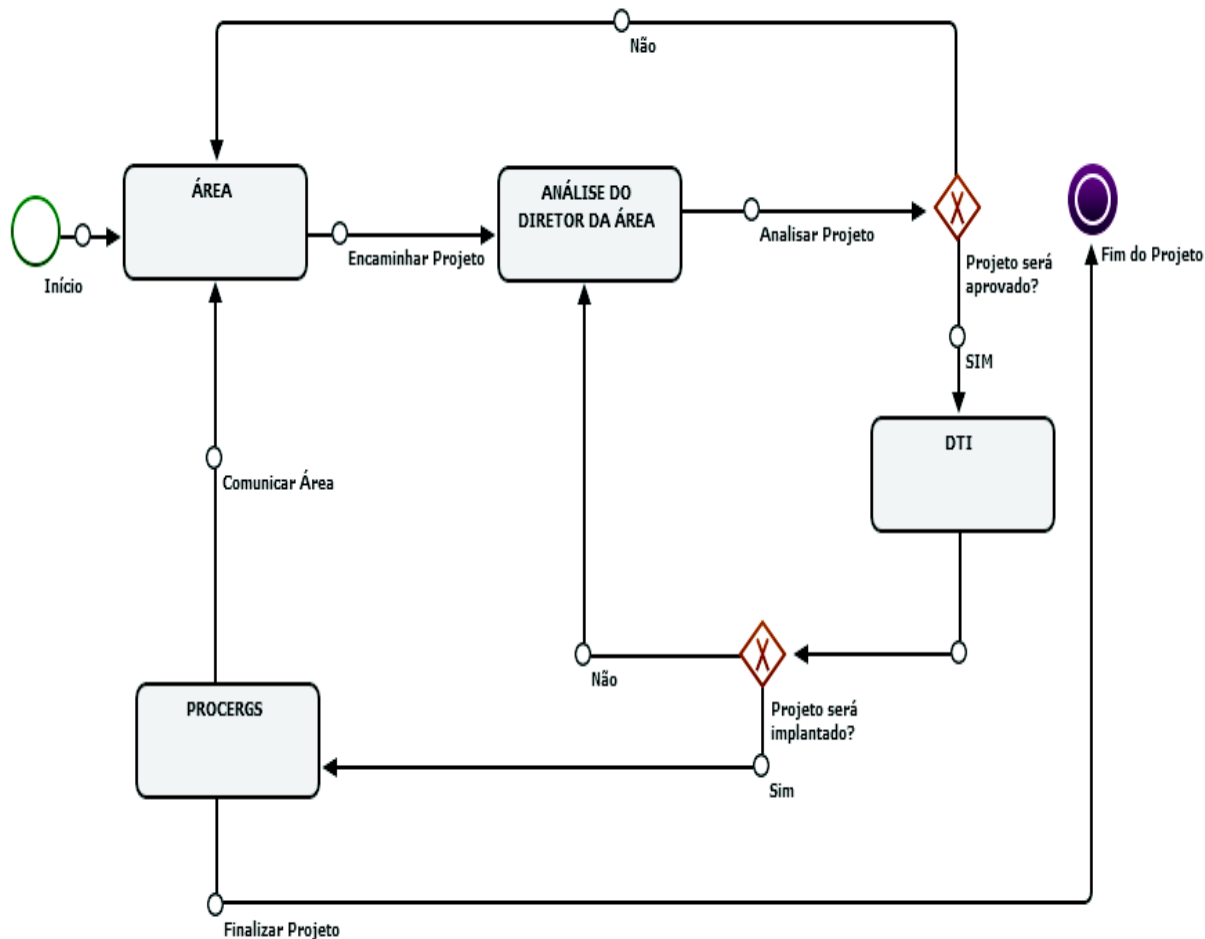 Não
ÁREA
ANÁLISE DO
DIRETOR DA ÁREA
Início
Encaminhar Projeto
Analisar Projeto
Projeto será
aprovado?
Fim do Projeto
SIM
DTI
Comunicar Área
Não
Projeto será
implantado?
PROCERGS
Sim
Finalizar Projeto